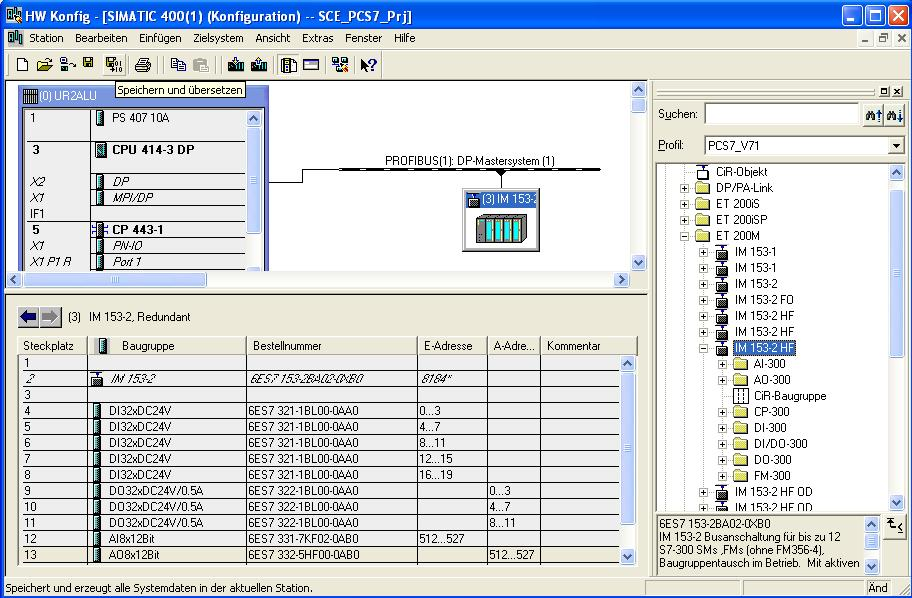 HW Konfig - [SIMATIC 400(1) (Konfiguration) -- SCE_PCS7_Prj]
Station Bearbeiten Einfügen Zielsystem Ansicht Extras Fenster Hilfe
Speichern und übersetzen
(0) UR2ALU
1 PS 407 10A
3 CPU 414-3 DP
X2 DP
X1 MPI/DP
IF1
5 CP 443-1
X1 PN-IO
X1 P1 R Port 1
PROFIBUS(1): DP-Mastersystem (1)
(3) IM 153-2
Suchen:
Profil: PCS7_V71
CiR-Objekt
DP/PA-Link
ET 200iS
ET 200iSP
ET 200M
IM 153-1
IM 153-1
IM 153-2
IM 153-2 FO
IM 153-2 HF
IM 153-2 HF
IM 153-2 HF
AI-300
AO-300
CiR-Baugruppe
CP-300
DI-300
DI/DO-300
DO-300
FM-300
IM 153-2 HF OD
IM 153-2 HF OD
(3) IM 153-2, Redundant
Steckplatz Baugruppe Bestellnummer E-Adresse A-Adre... Kommentar
1
2 IM 153-2 6ES7 153-2BA02-0XB0 8184*
3
4 DI32xDC24V 6ES7 321-1BL00-0AA0 0...3
5 DI32xDC24V 6ES7 321-1BL00-0AA0 4...7
6 DI32xDC24V 6ES7 321-1BL00-0AA0 8...11
7 DI32xDC24V 6ES7 321-1BL00-0AA0 12...15
8 DI32xDC24V 6ES7 321-1BL00-0AA0 16...19
9 DO32xDC24V/0.5A 6ES7 322-1BL00-0AA0 0...3
10 DO32xDC24V/0.5A 6ES7 322-1BL00-0AA0 4...7
11 DO32xDC24V/0.5A 6ES7 322-1BL00-0AA0 8...11
12 AI8x12Bit 6ES7 331-7KF02-0AB0 512...527
13 AO8x12Bit 6ES7 332-5HF00-0AB0 512...527
6ES7 153-2BA02-0XB0
IM 153-2 Busanschaltung für bis zu 12
S7-300 SMs ,FMs (ohne FM356-4),
Baugruppentausch im Betrieb. Mit aktiven
Speichert und erzeugt alle Systemdaten in der aktuellen Station.
Änd